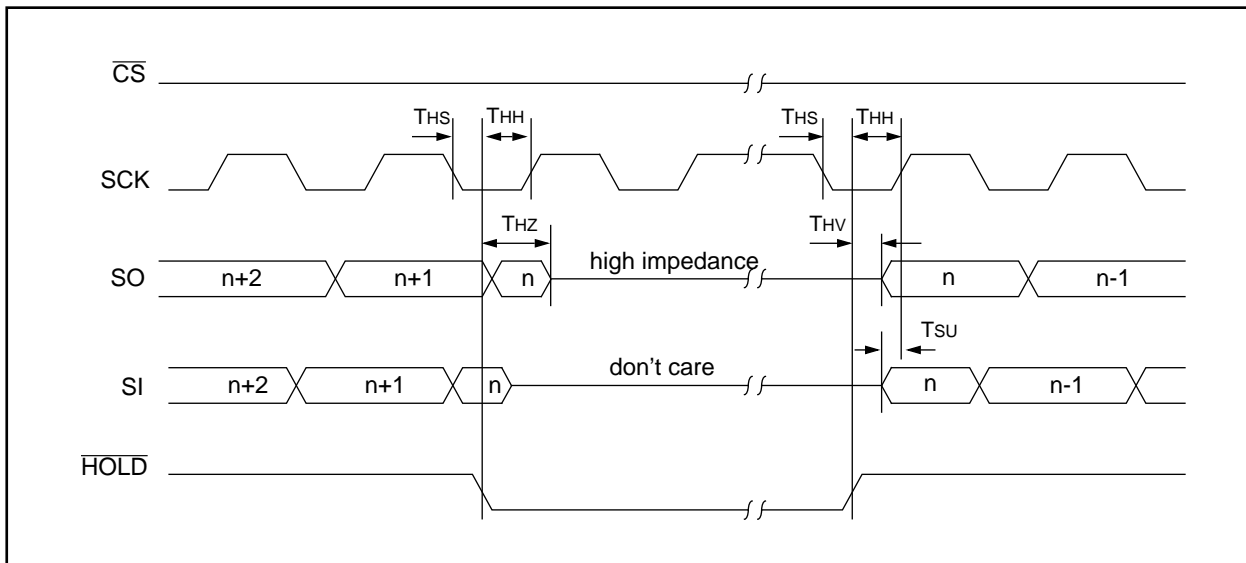 CS
THS THH THS THH
SCK
THZ THV
SO n+2 n+1 n high impedance n n-1
TSU
SI n+2 n+1 n don't care n n-1
HOLD